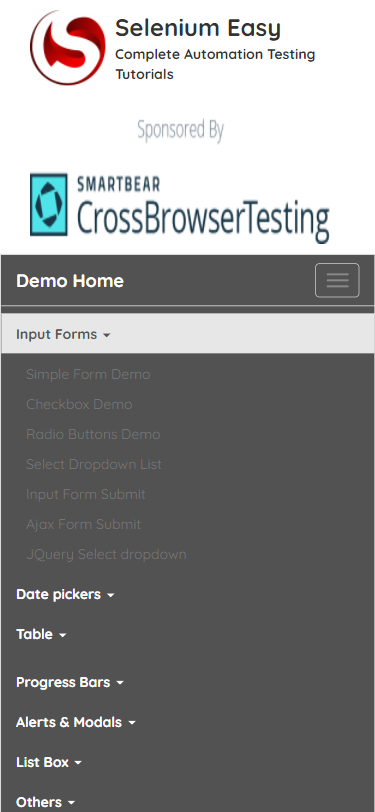 Selenium Easy
Complete Automation Testing
Tutorials
Sponsored By
SMARTBEAR
CrossBrowserTesting
Demo Home
Input Forms
Simple Form Demo
Checkbox Demo
Radio Buttons Demo
Select Dropdown List
Input Form Submit
Ajax Form Submit
JQuery Select dropdown
Date pickers
Table
Progress Bars
Alerts & Modals
List Box
Others